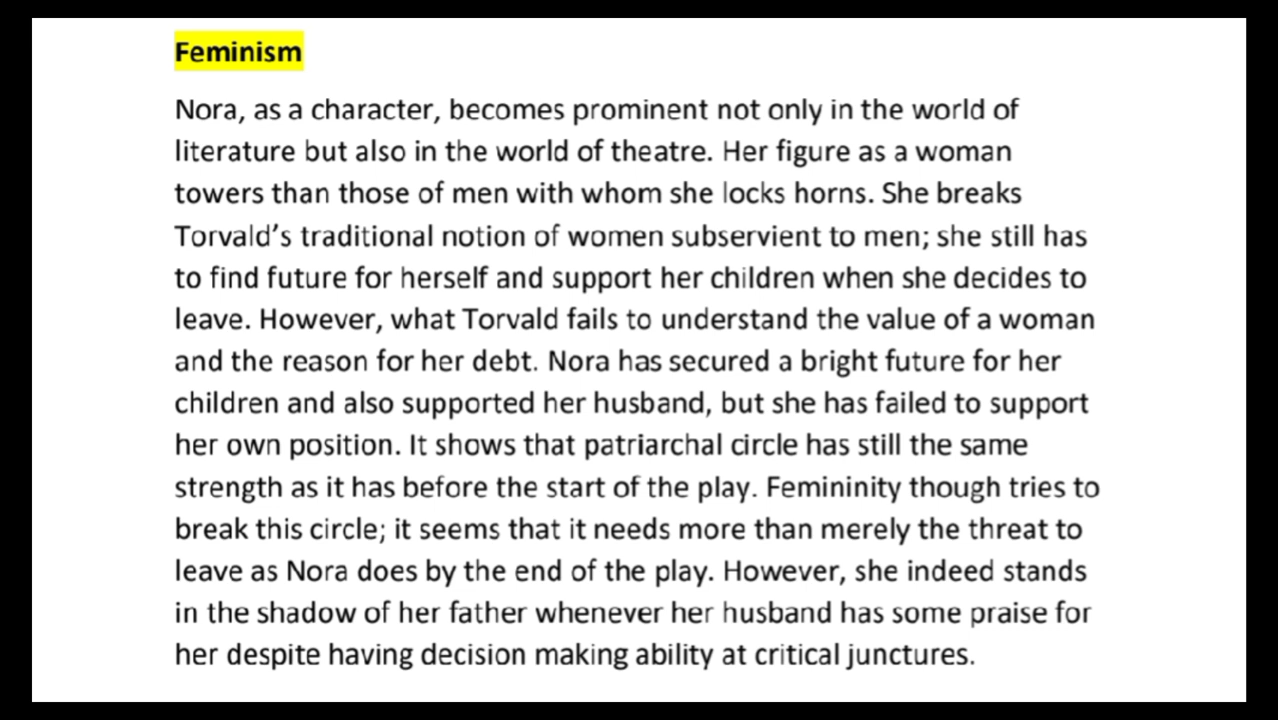 Feminism
Nora, as a character, becomes prominent not only in the world of
literature but also in the world of theatre. Her figure as a woman
towers than those of men with whom she locks horns. She breaks
Torvald's traditional notion of women subservient to men; she still has
to find future for herself and support her children when she decides to
leave. However, what Torvald fails to understand the value of a woman
and the reason for her debt. Nora has secured a bright future for her
children and also supported her husband, but she has failed to support
her own position. It shows that patriarchal circle has still the same
strength as it has before the start of the play. Femininity though tries to
break this circle; it seems that it needs more than merely the threat to
leave as Nora does by the end of the play. However, she indeed stands
in the shadow of her father whenever her husband has some praise for
her despite having decision making ability at critical junctures.